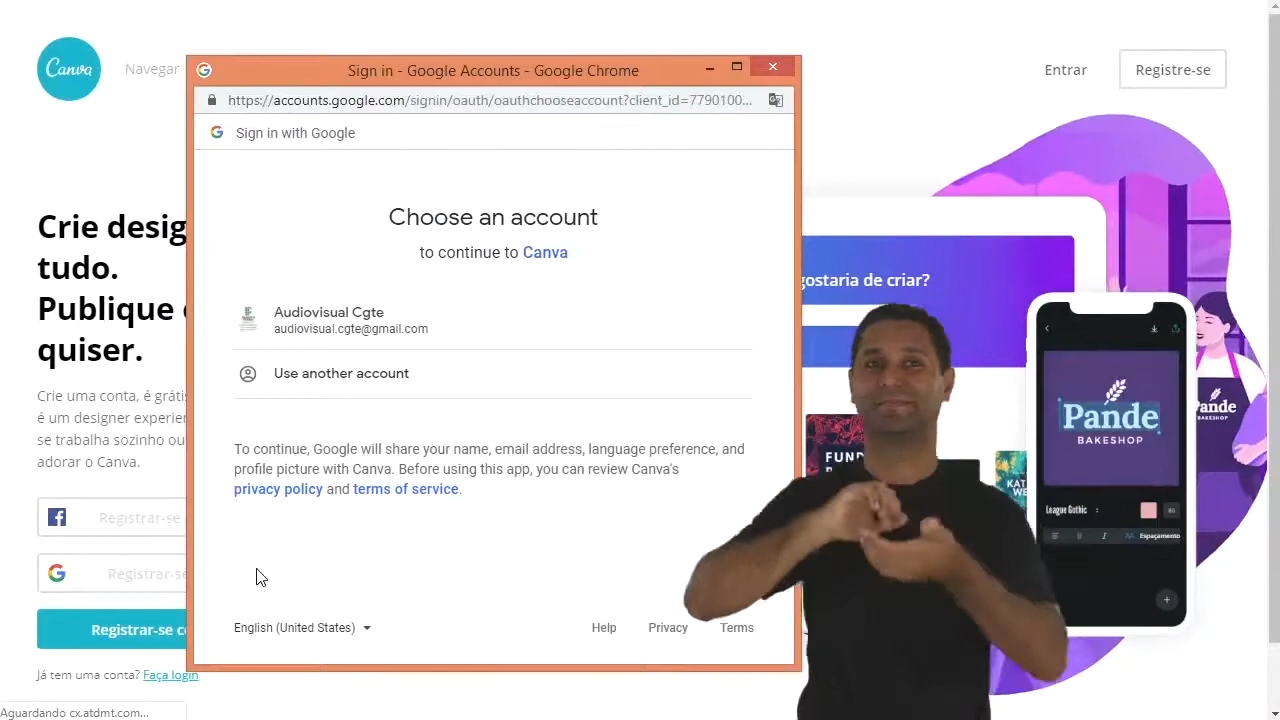 Canva
Navegar
Entrar
Registre-se
Sign in - Google Accounts - Google Chrome
https://accounts.google.com/signin/oauth/oauthchooseaccount?client_id=7790100...
Sign in with Google
Choose an account
to continue to Canva
Audiovisual Cgte
audiovisual.cgte@gmail.com
Use another account
To continue, Google will share your name, email address, language preference, and
profile picture with Canva. Before using this app, you can review Canva's
privacy policy and terms of service.
English (United States)
Help
Privacy
Terms
Crie desig
tudo.
Publique
quiser.
Crie uma conta, é grátis
é um designer experien
se trabalha sozinho ou
adorar o Canva.
Registrar-se
Registrar-se
Registrar-se c
Já tem uma conta? Faça login
Aguardando cx.atdmt.com...
gostaria de criar?
FUND
KAT
WE
Pande
BAKESHOP
League Gothic
Espaçamento
Pande
BAKESHOP